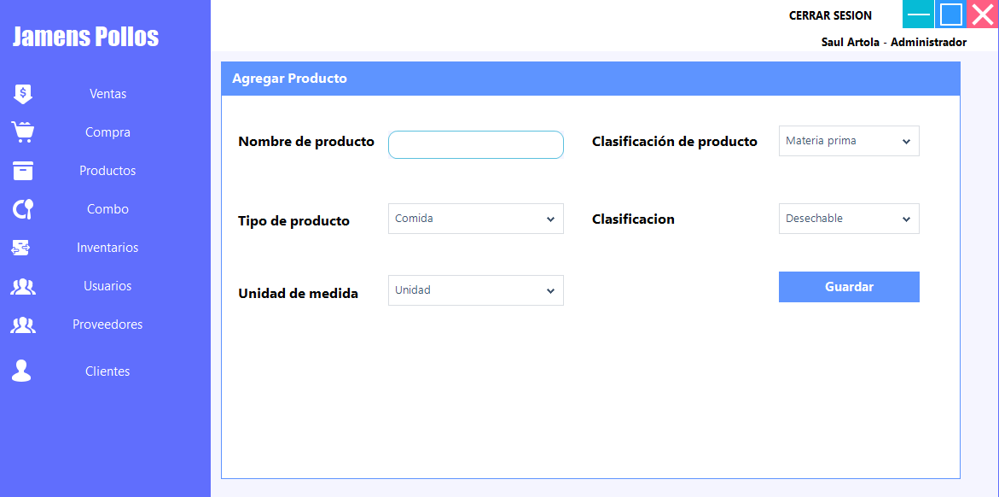 Jamens Pollos
Ventas
Compra
Productos
Combo
Inventarios
Usuarios
Proveedores
Clientes
CERRAR SESION
Saul Artola - Administrador
Agregar Producto
Nombre de producto
Clasificación de producto
Materia prima
Tipo de producto
Comida
Clasificacion
Desechable
Unidad de medida
Unidad
Guardar